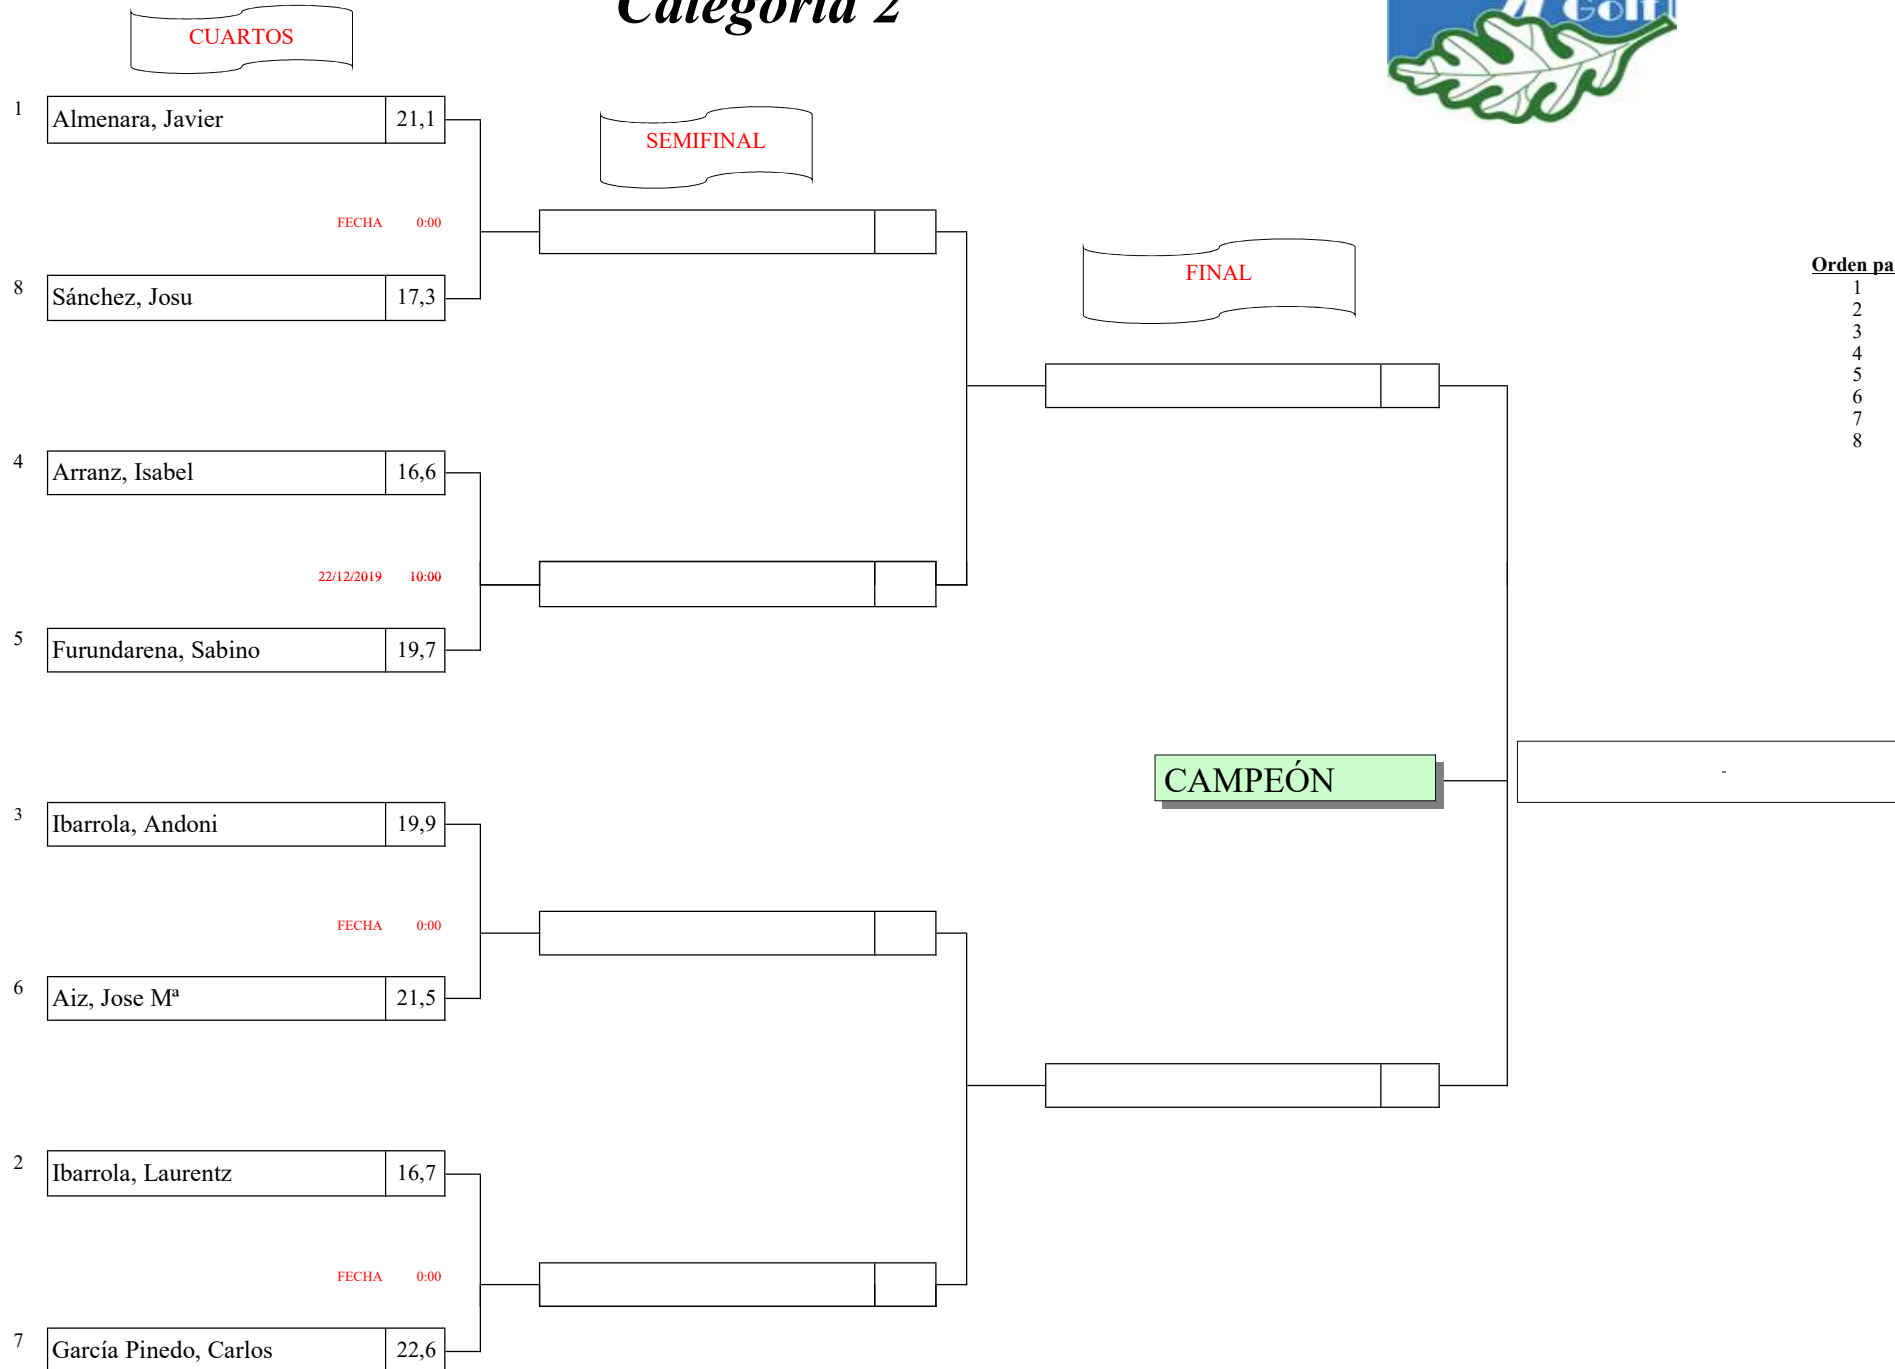 Categoría 2
Golf
CUARTOS
1 Almenara, Javier 21,1
SEMIFINAL
FECHA 0:00
FINAL
8 Sánchez, Josu 17,3
Orden pa
1
2
3
4
5
6
7
8
4 Arranz, Isabel 16,6
22/12/2019 10:00
5 Furundarena, Sabino 19,7
CAMPEÓN -
3 Ibarrola, Andoni 19,9
FECHA 0:00
6 Aiz, Jose Mª 21,5
2 Ibarrola, Laurentz 16,7
FECHA 0:00
7 García Pinedo, Carlos 22,6